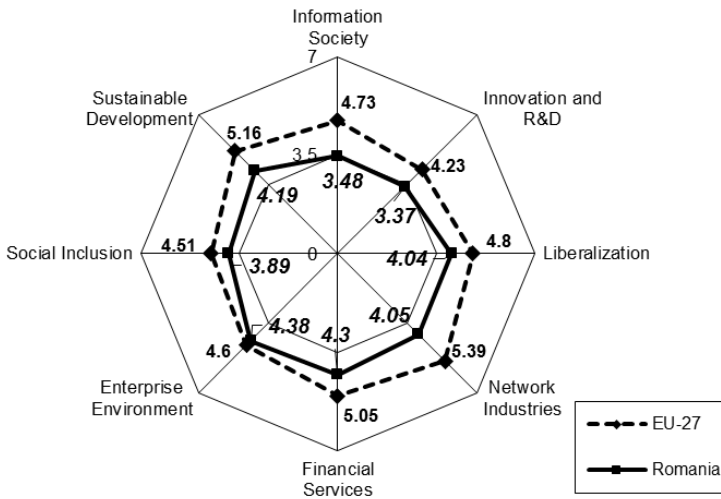 Information
Society
7
Sustainable
Development
Innovation and
R&D
4.73
5.16
4.23
3.5
3.48
4.19
3.37
Social Inclusion
4.51
3.89
0
4.04
4.8
Liberalization
4.38
4.3
4.05
4.6
5.39
5.05
Enterprise
Environment
Network
Industries
Financial
Services
EU-27
Romania